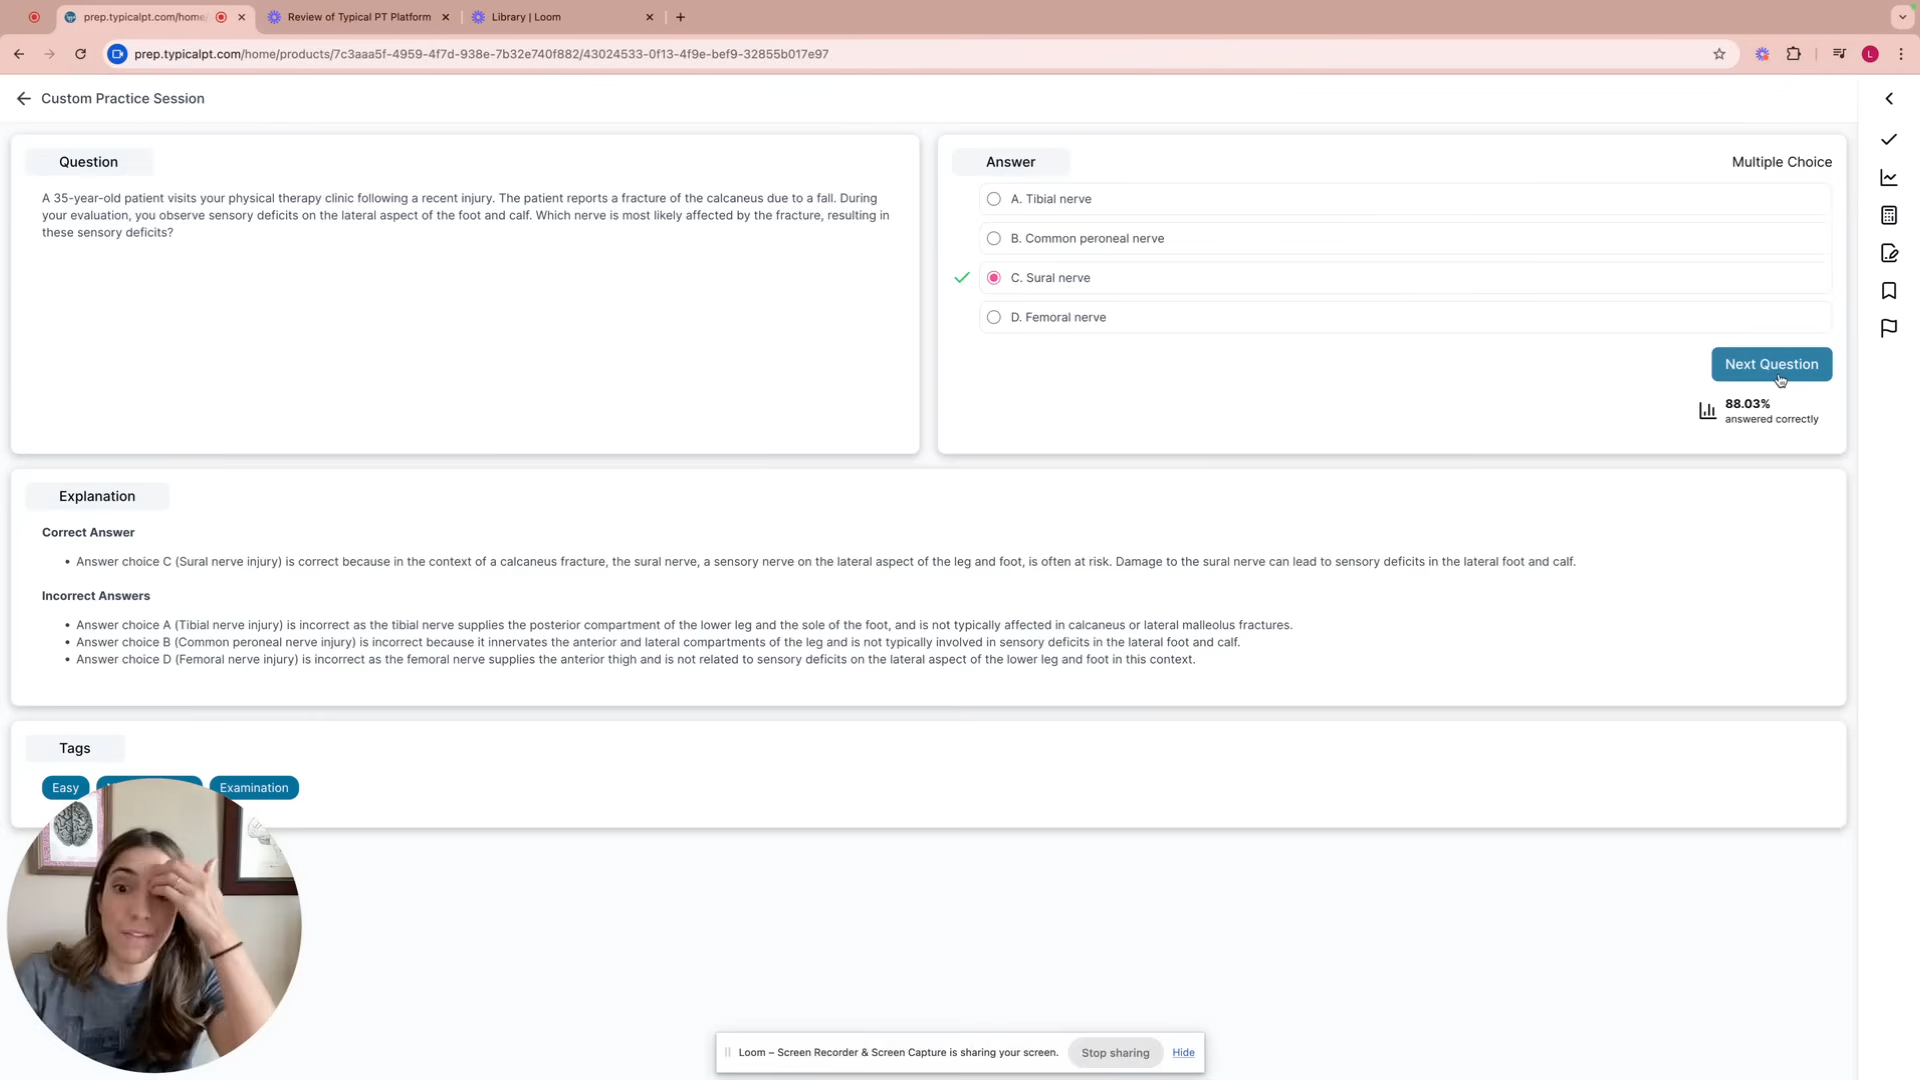 prep.typicalpt.com/home/
Review of Typical PT Platform
Library | Loom
prep.typicalpt.com/home/products/7c3aaa5f-4959-4f7d-938e-7b32e740f882/43024533-0f13-4f9e-bef9-32855b017e97
L
Custom Practice Session
Question
A 35-year-old patient visits your physical therapy clinic following a recent injury. The patient reports a fracture of the calcaneus due to a fall. During
your evaluation, you observe sensory deficits on the lateral aspect of the foot and calf. Which nerve is most likely affected by the fracture, resulting in
these sensory deficits?
Answer
Multiple Choice
A. Tibial nerve
B. Common peroneal nerve
C. Sural nerve
D. Femoral nerve
Next Question
88.03%
answered correctly
Explanation
Correct Answer
• Answer choice C (Sural nerve injury) is correct because in the context of a calcaneus fracture, the sural nerve, a sensory nerve on the lateral aspect of the leg and foot, is often at risk. Damage to the sural nerve can lead to sensory deficits in the lateral foot and calf.
Incorrect Answers
• Answer choice A (Tibial nerve injury) is incorrect as the tibial nerve supplies the posterior compartment of the lower leg and the sole of the foot, and is not typically affected in calcaneus or lateral malleolus fractures.
• Answer choice B (Common peroneal nerve injury) is incorrect because it innervates the anterior and lateral compartments of the leg and is not typically involved in sensory deficits in the lateral foot and calf.
• Answer choice D (Femoral nerve injury) is incorrect as the femoral nerve supplies the anterior thigh and is not related to sensory deficits on the lateral aspect of the lower leg and foot in this context.
Tags
Easy
Examination
Loom – Screen Recorder & Screen Capture is sharing your screen.
Stop sharing
Hide